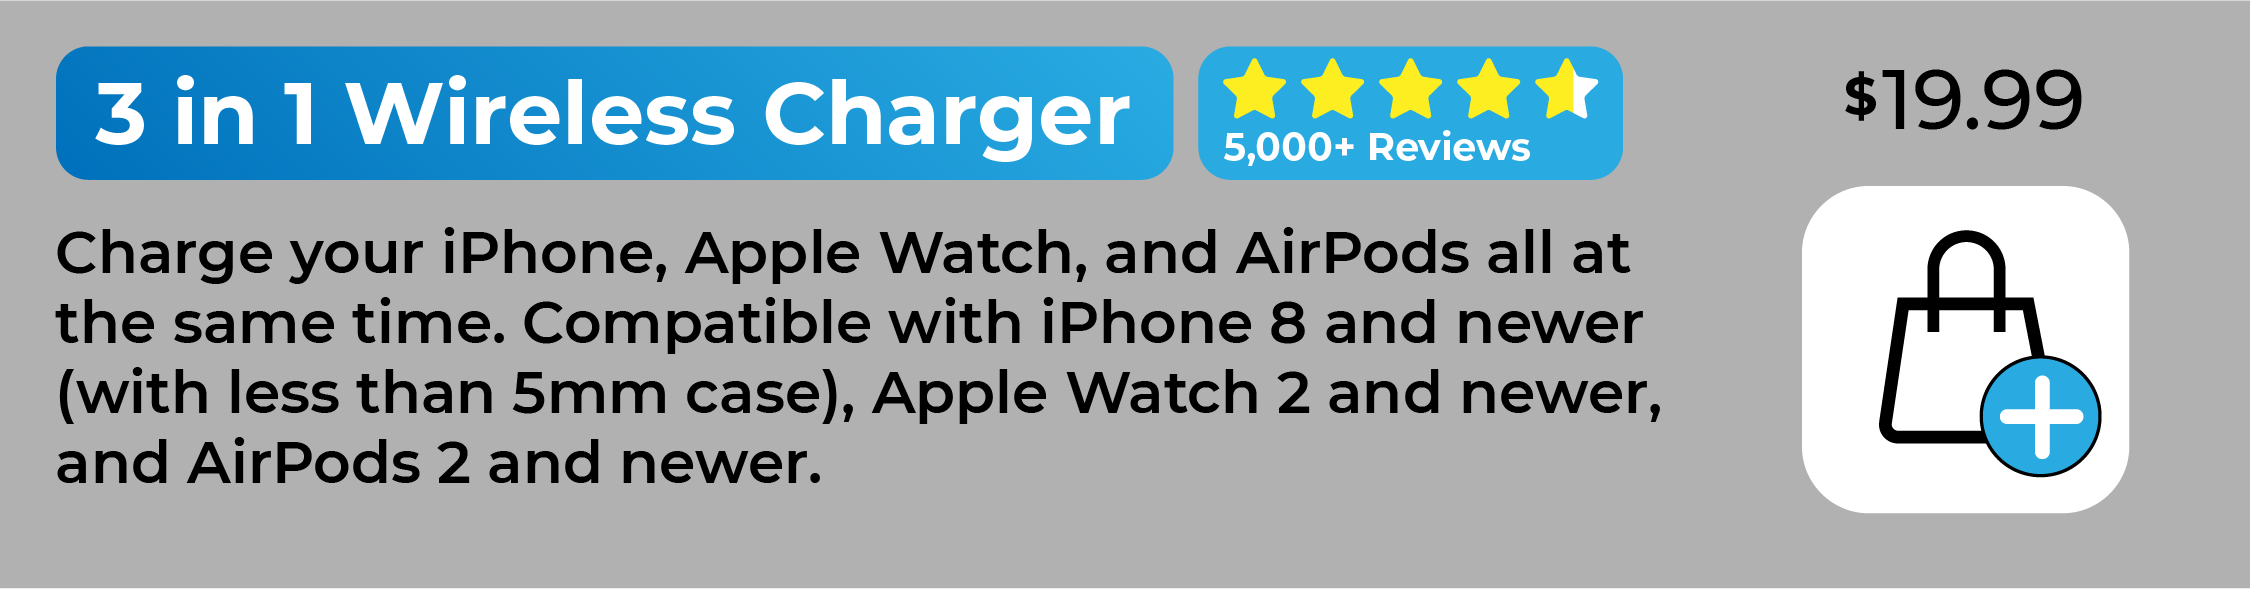 3 in 1 Wireless Charger
5,000+ Reviews
$19.99
Charge your iPhone, Apple Watch, and AirPods all at
the same time. Compatible with iPhone 8 and newer
(with less than 5mm case), Apple Watch 2 and newer,
and AirPods 2 and newer.